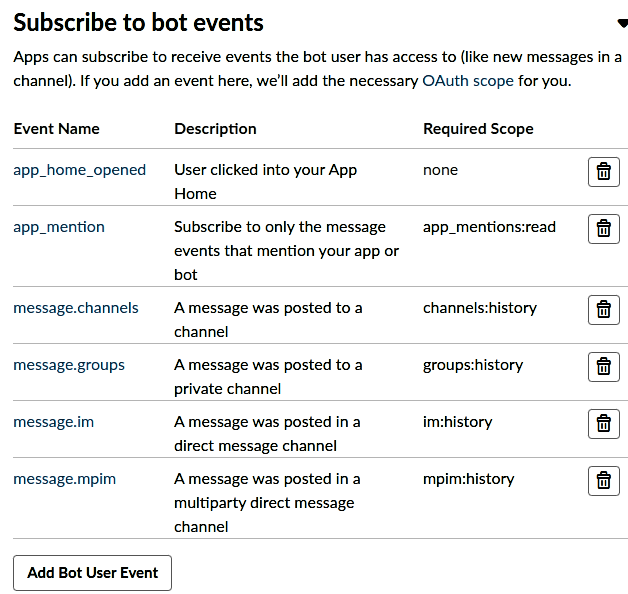 Subscribe to bot events
Apps can subscribe to receive events the bot user has access to (like new messages in a
channel). If you add an event here, we’ll add the necessary OAuth scope for you.
Event Name Description Required Scope
app_home_opened User clicked into your App none
Home
app_mention Subscribe to only the message app_mentions:read
events that mention your app or
bot
message.channels A message was posted to a channels:history
channel
message.groups A message was posted to a groups:history
private channel
message.im A message was posted in a im:history
direct message channel
message.mpim A message was posted in a mpim:history
multiparty direct message
channel
Add Bot User Event